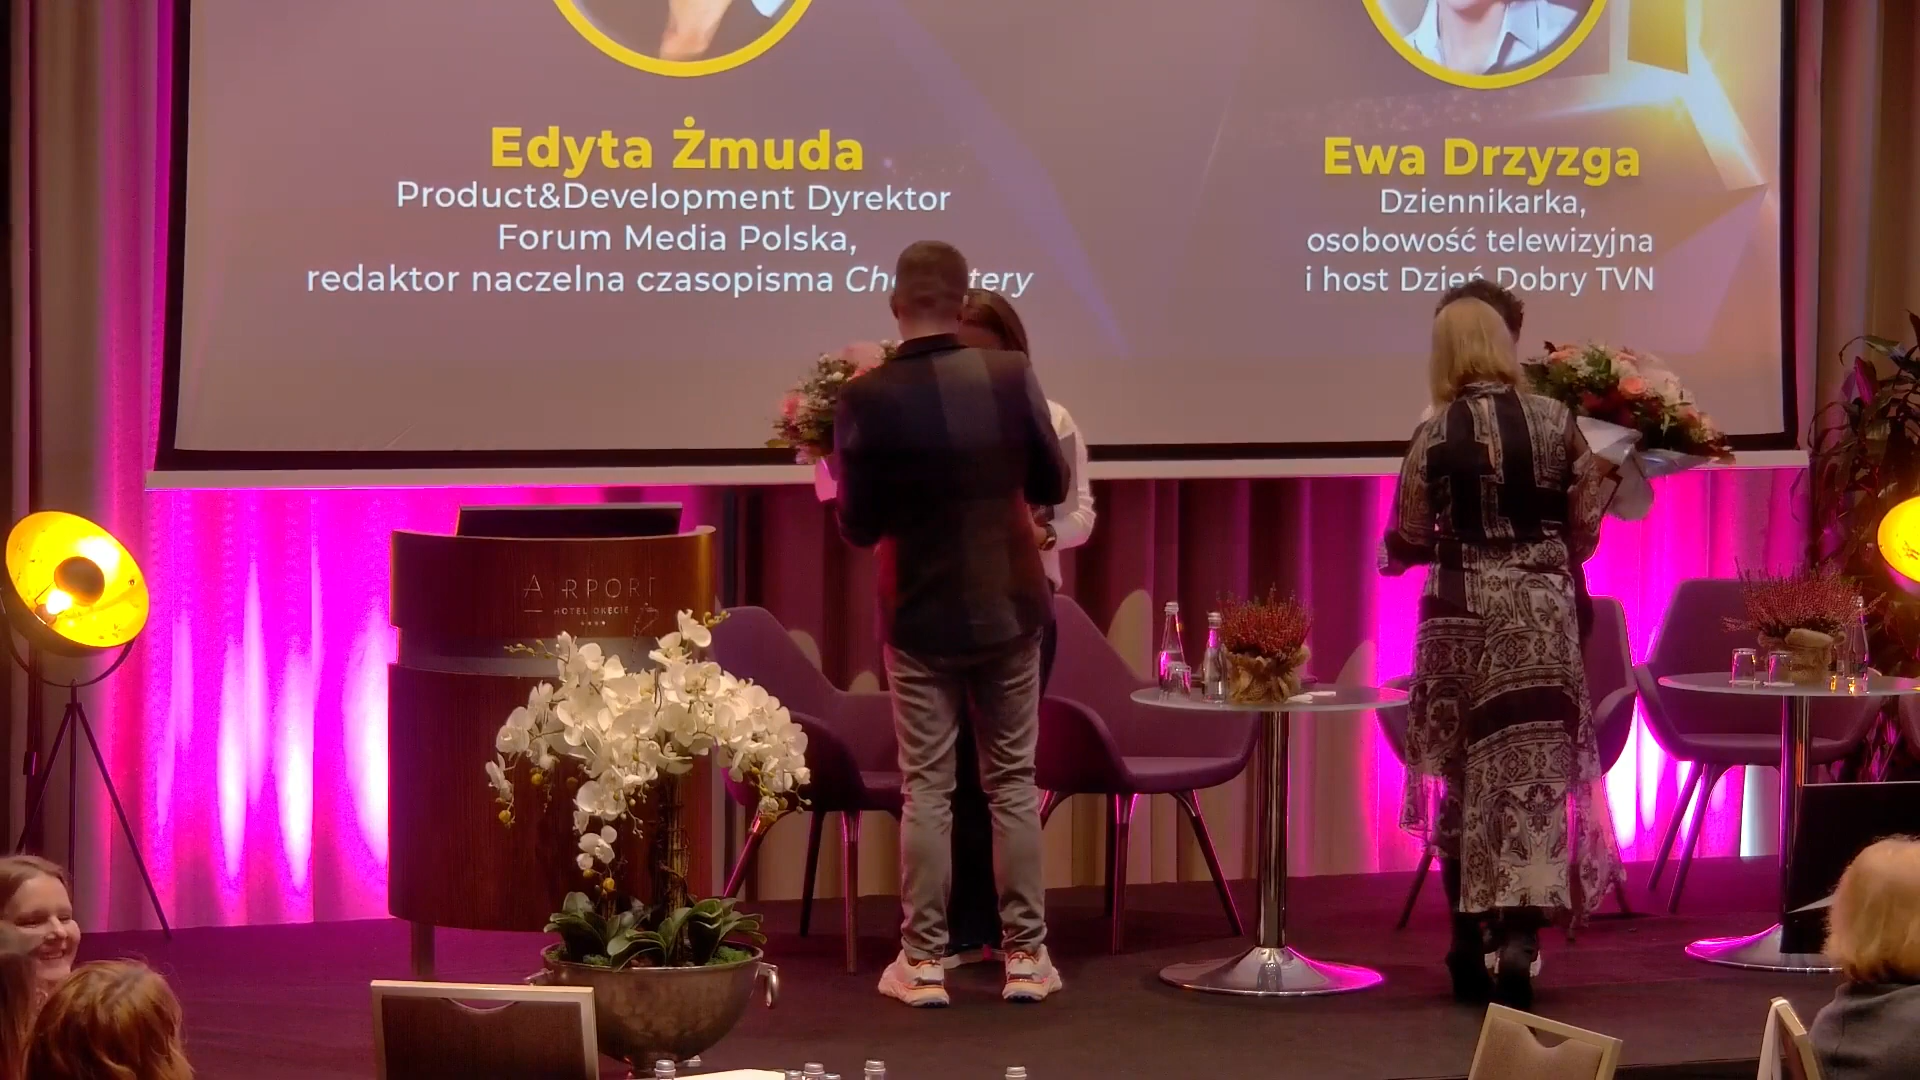 Edyta Żmuda
Product&Development Dyrektor
Forum Media Polska,
redaktor naczelna czasopisma
Ewa Drzyzga
Dziennikarka,
osobowość telewizyjna
i host Dzień Dobry TVN
AIRPORT
HOTEL OKĘCIE